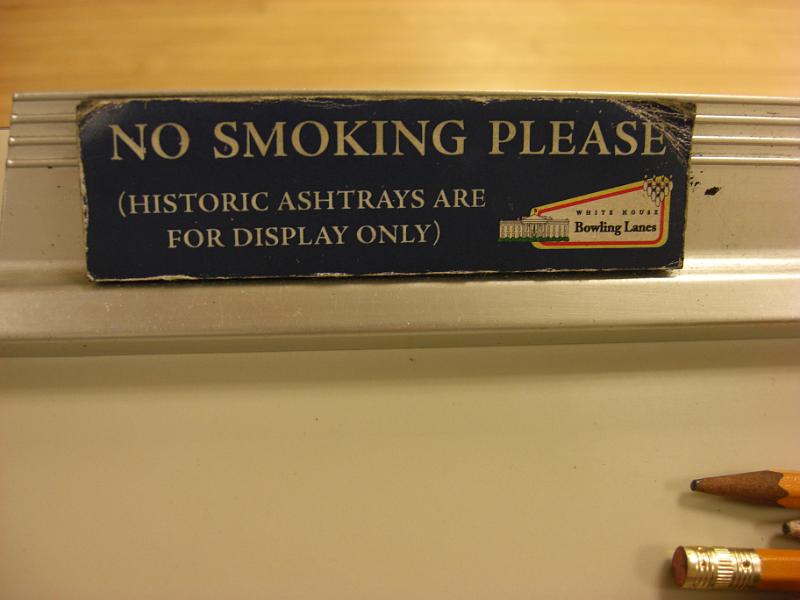 NO SMOKING PLEASE
(HISTORIC ASHTRAYS ARE
FOR DISPLAY ONLY)
WHITE HOUSE
Bowling Lanes